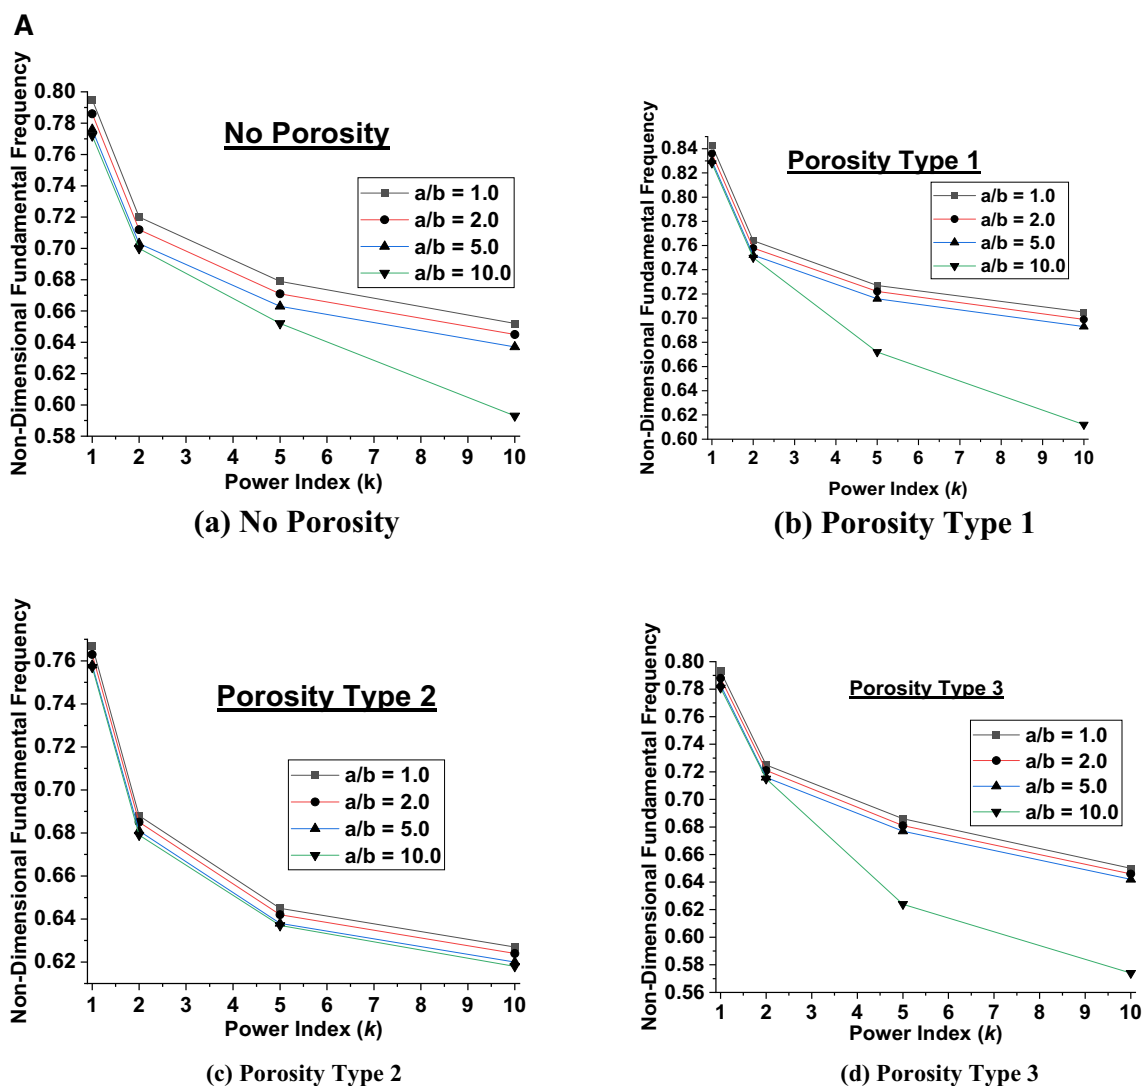 A
Non-Dimensional Fundamental Frequency
0.80
0.78
0.76
0.74
0.72
0.70
0.68
0.66
0.64
0.62
0.60
0.58
No Porosity
a/b = 1.0
a/b = 2.0
a/b = 5.0
a/b = 10.0
1 2 3 4 5 6 7 8 9 10
Power Index (k)
(a) No Porosity
Non-Dimensional Fundamental Frequency
0.84
0.83
0.80
0.78
0.76
0.74
0.72
0.70
0.68
0.66
0.64
0.62
0.60
Porosity Type 1
a/b = 1.0
a/b = 2.0
a/b = 5.0
a/b = 10.0
1 2 3 4 5 6 7 8 9 10
Power Index (k)
(b) Porosity Type 1
Non-Dimensional Fundamental Frequency
0.76
0.74
0.72
0.70
0.68
0.66
0.64
0.62
Porosity Type 2
a/b = 1.0
a/b = 2.0
a/b = 5.0
a/b = 10.0
1 2 3 4 5 6 7 8 9 10
Power Index (k)
(c) Porosity Type 2
Non-Dimensional Fundamental Frequency
0.80
0.78
0.76
0.74
0.72
0.70
0.68
0.66
0.64
0.62
0.60
0.58
0.56
Porosity Type 3
a/b = 1.0
a/b = 2.0
a/b = 5.0
a/b = 10.0
1 2 3 4 5 6 7 8 9 10
Power Index (k)
(d) Porosity Type 3